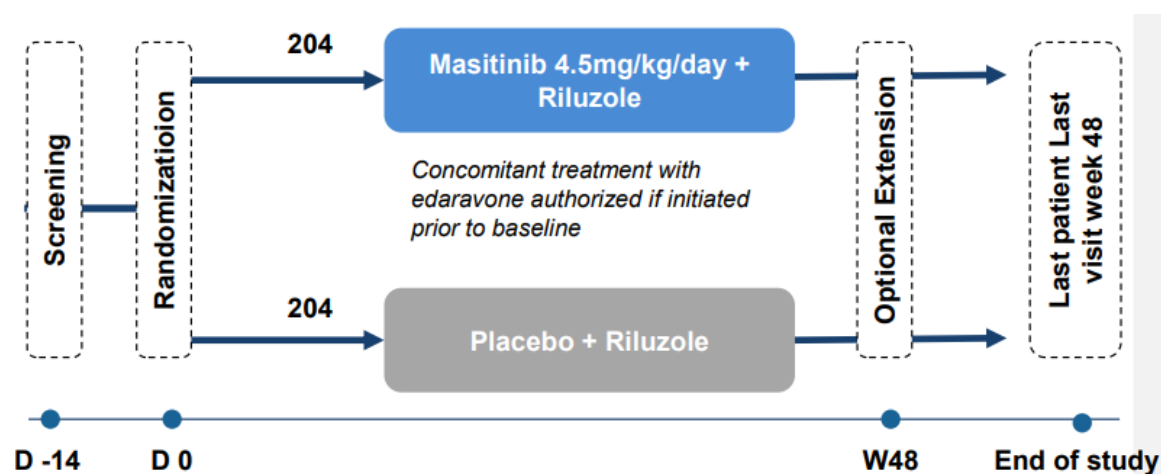 Screening
Randomizatioion
204
Masitinib 4.5mg/kg/day +
Riluzole
Concomitant treatment with
edaravone authorized if initiated
prior to baseline
204
Placebo + Riluzole
Optional Extension
Last patient Last
visit week 48
D -14
D 0
W48
End of study